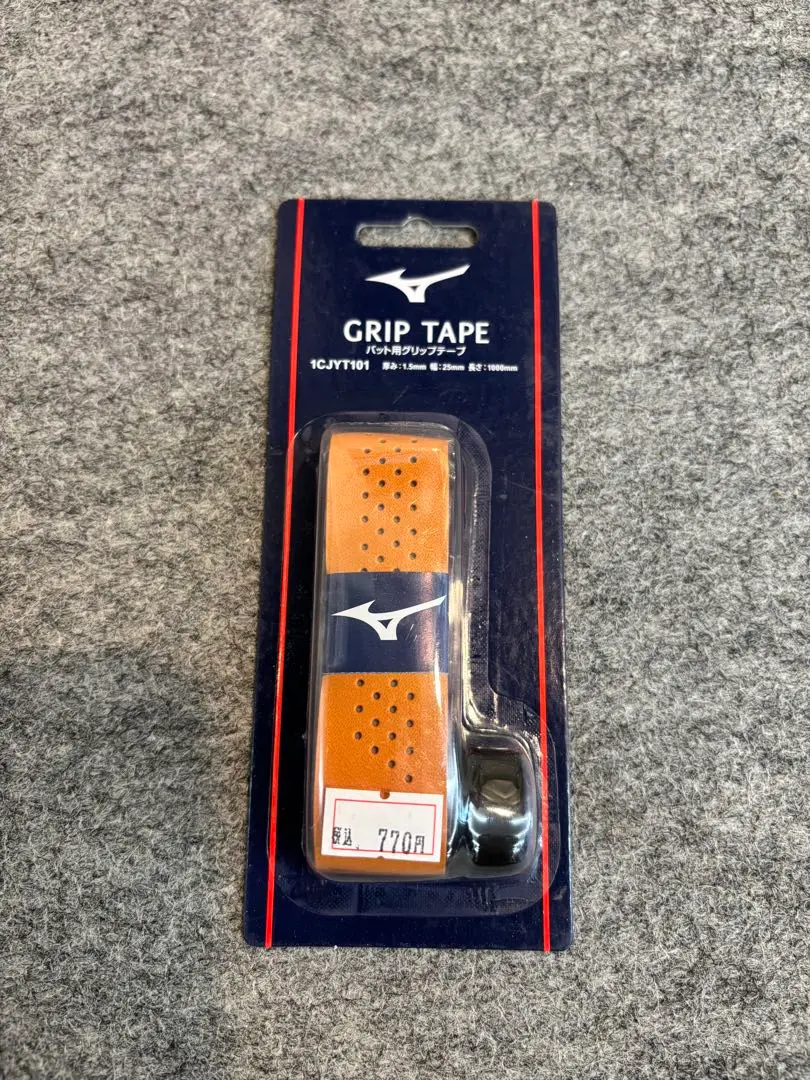 GRIP TAPE
バット用グリップテープ
1CJYT101 厚み:1.5mm 幅:25mm 長さ:1000mm
税込 770円